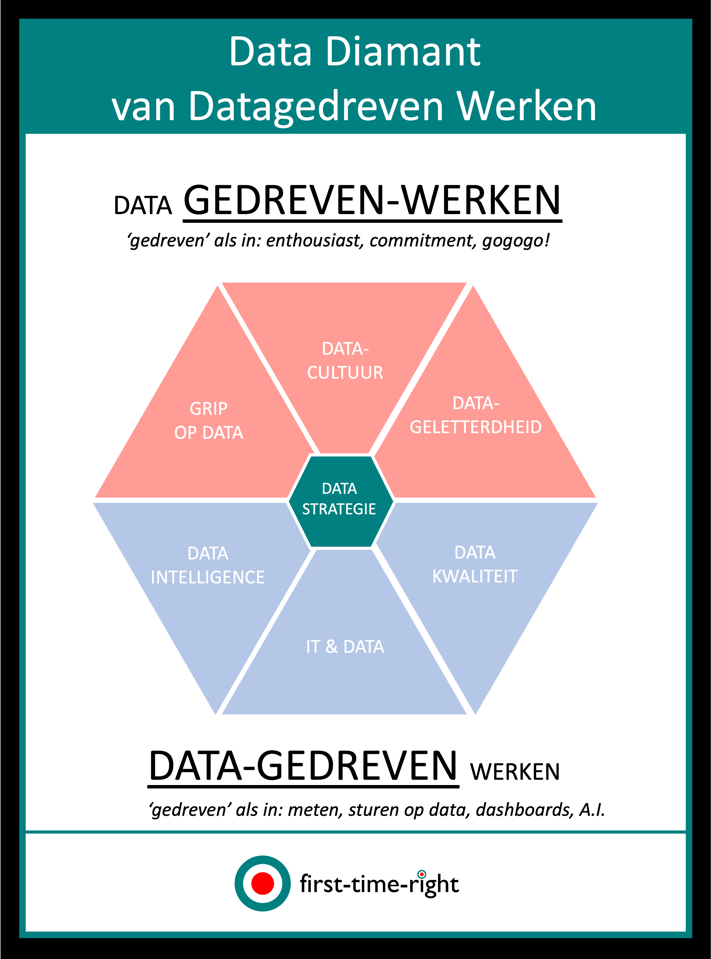 Data Diamant
van Datagedreven Werken
DATA GEDREVEN-WERKEN
‘gedreven’ als in: enthousiast, commitment, gogogo!
DATA-
CULTUUR
GRIP
OP DATA
DATA-
GELETTERDHEID
DATA
STRATEGIE
DATA
INTELLIGENCE
DATA
KWALITEIT
IT & DATA
DATA-GEDREVEN WERKEN
‘gedreven’ als in: meten, sturen op data, dashboards, A.I.
first-time-right